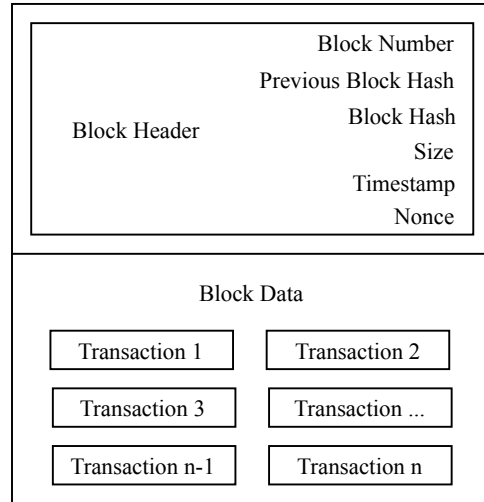 Block Number
Previous Block Hash
Block Header
Block Hash
Size
Timestamp
Nonce
Block Data
Transaction 1
Transaction 2
Transaction 3
Transaction ...
Transaction n-1
Transaction n